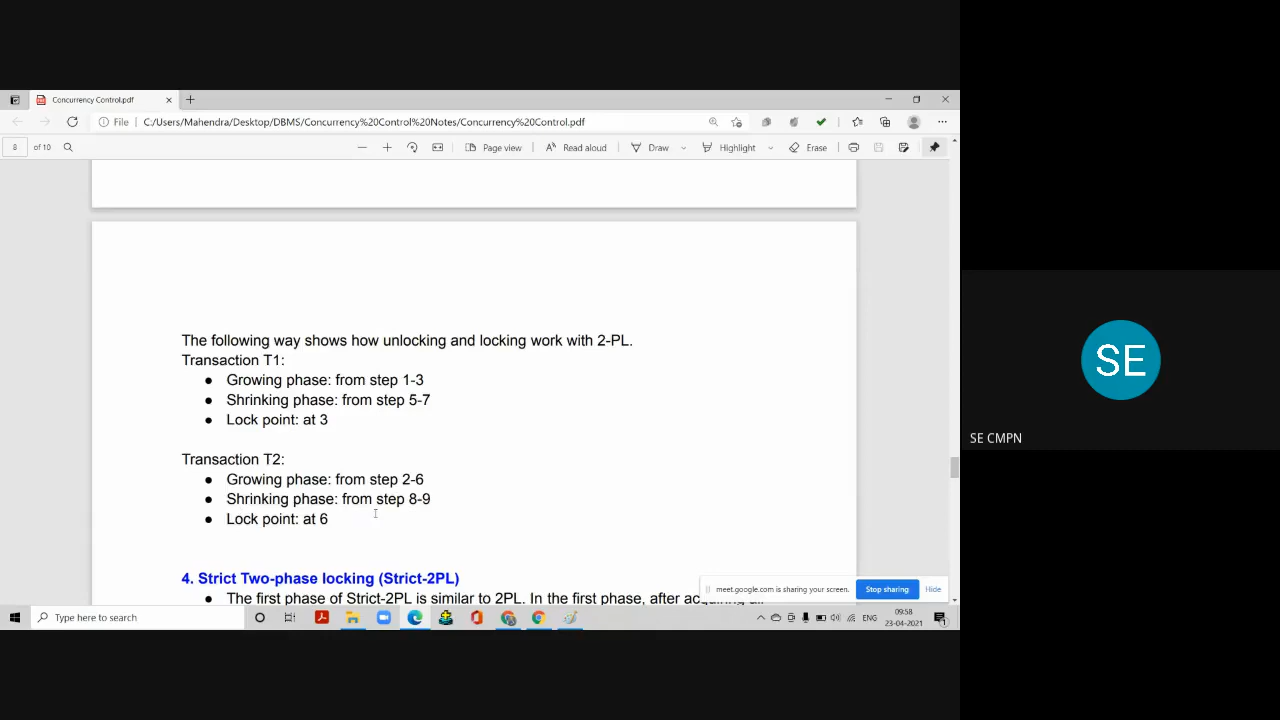 Concurrency Control.pdf
File
C:/Users/Mahendra/Desktop/DBMS/Concurrency%20Control%20Notes/Concurrency%20Control.pdf
8 of 10
Page view
Read aloud
Draw
Highlight
Erase
The following way shows how unlocking and locking work with 2-PL.
Transaction T1:
● Growing phase: from step 1-3
● Shrinking phase: from step 5-7
● Lock point: at 3
Transaction T2:
● Growing phase: from step 2-6
● Shrinking phase: from step 8-9
● Lock point: at 6
4. Strict Two-phase locking (Strict-2PL)
● The first phase of Strict-2PL is similar to 2PL. In the first phase, after
meet.google.com is sharing your screen.
Stop sharing
Hide
SE
SE CMPN
Type here to search
ENG
09:58
23-04-2021